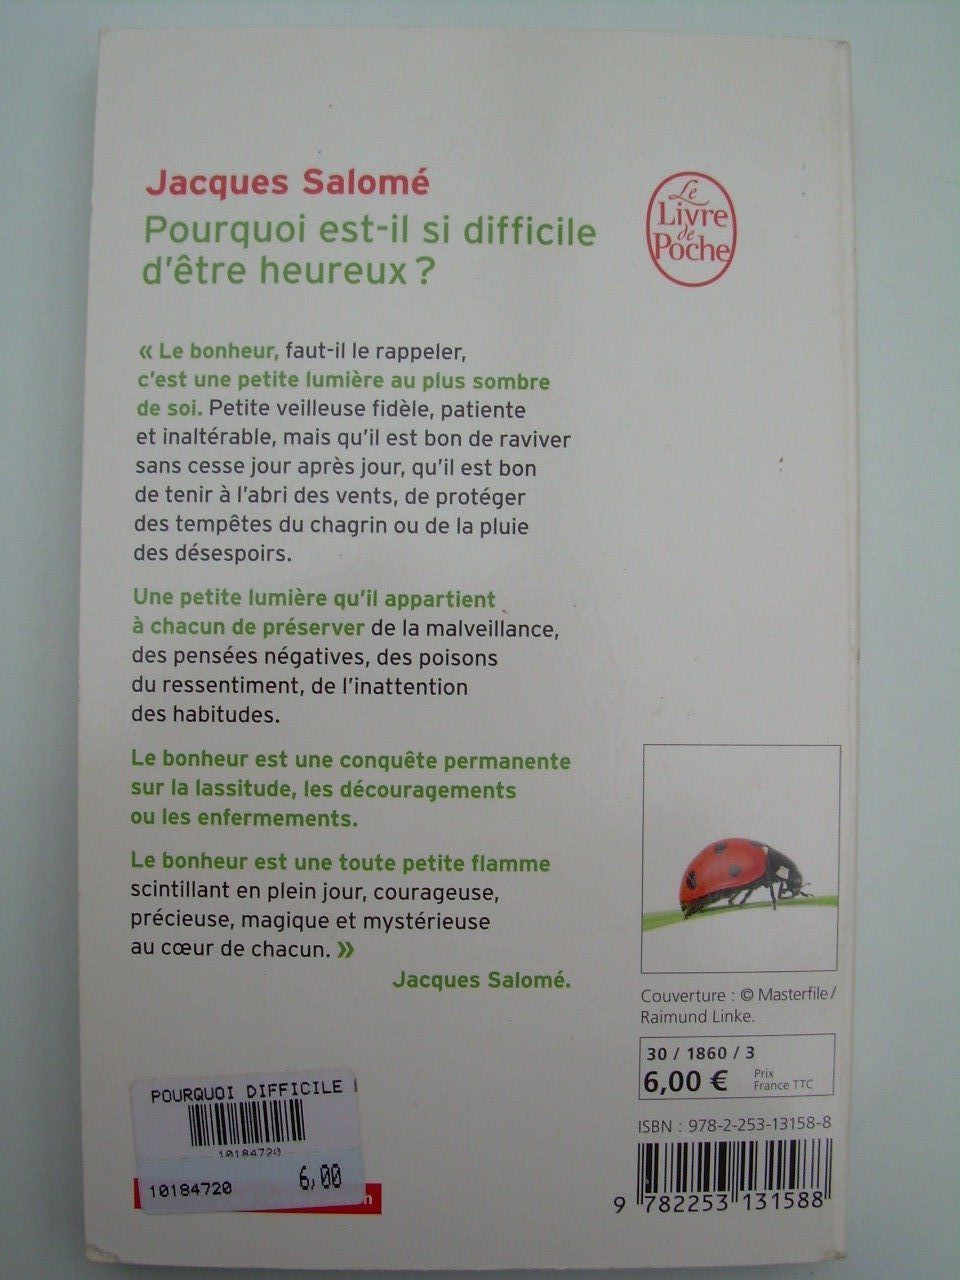 Jacques Salomé
Pourquoi est-il si difficile
d'être heureux ?
Le
Livre
de
Poche
« Le bonheur, faut-il le rappeler,
c'est une petite lumière au plus sombre
de soi. Petite veilleuse fidèle, patiente
et inaltérable, mais qu'il est bon de raviver
sans cesse jour après jour, qu'il est bon
de tenir à l'abri des vents, de protéger
des tempêtes du chagrin ou de la pluie
des désespoirs.
Une petite lumière qu'il appartient
à chacun de préserver de la malveillance,
des pensées négatives, des poisons
du ressentiment, de l'inattention
des habitudes.
Le bonheur est une conquête permanente
sur la lassitude, les découragements
ou les enfermements.
Le bonheur est une toute petite flamme
scintillant en plein jour, courageuse,
précieuse, magique et mystérieuse
au cœur de chacun. »
Jacques Salomé.
Couverture : © Masterfile/
Raimund Linke.
30 / 1860 / 3
6,00 € Prix
France TTC
ISBN : 978-2-253-13158-8
9 782253 131588
POURQUOI DIFFICILE
10184720
10184720 6,00